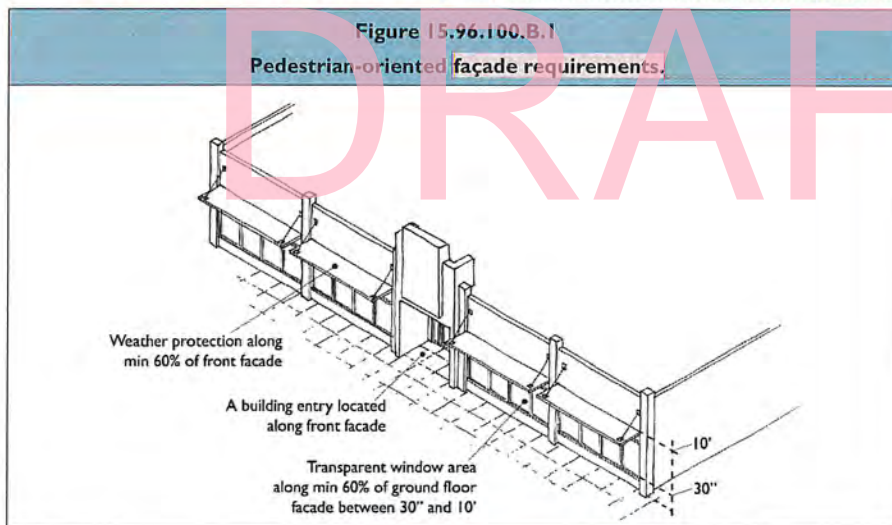 Figure 15.96.100.B.1
Pedestrian-oriented façade requirements.
DRAF
Weather protection along
min 60% of front facade
A building entry located
along front facade
Transparent window area
along min 60% of ground floor
facade between 30" and 10'
10'
30"